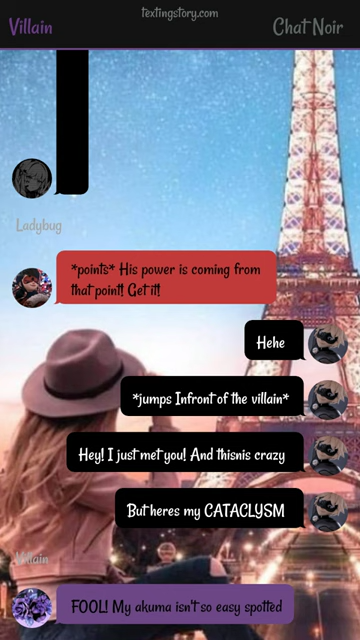 textingstory.com
Villain
Chat Noir
Ladybug
*points* His power is coming from
that point! Get it!
Hehe
*jumps Infront of the villain*
Hey! I just met you! And thisnis crazy
But heres my CATACLYSM
Villain
FOOL! My akuma isn't so easy spotted